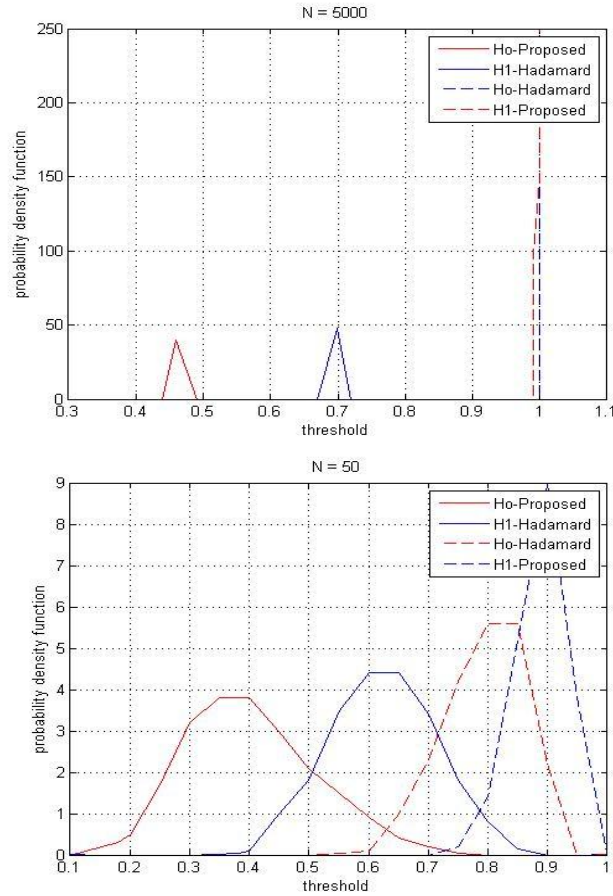 N = 5000
250
200
150
100
50
0
probability density function
Ho-Proposed
H1-Hadamard
Ho-Hadamard
H1-Proposed
0.3 0.4 0.5 0.6 0.7 0.8 0.9 1 1.1
threshold
N = 50
9
8
7
6
5
4
3
2
1
0
probability density function
Ho-Proposed
H1-Hadamard
Ho-Hadamard
H1-Proposed
0.1 0.2 0.3 0.4 0.5 0.6 0.7 0.8 0.9 1
threshold